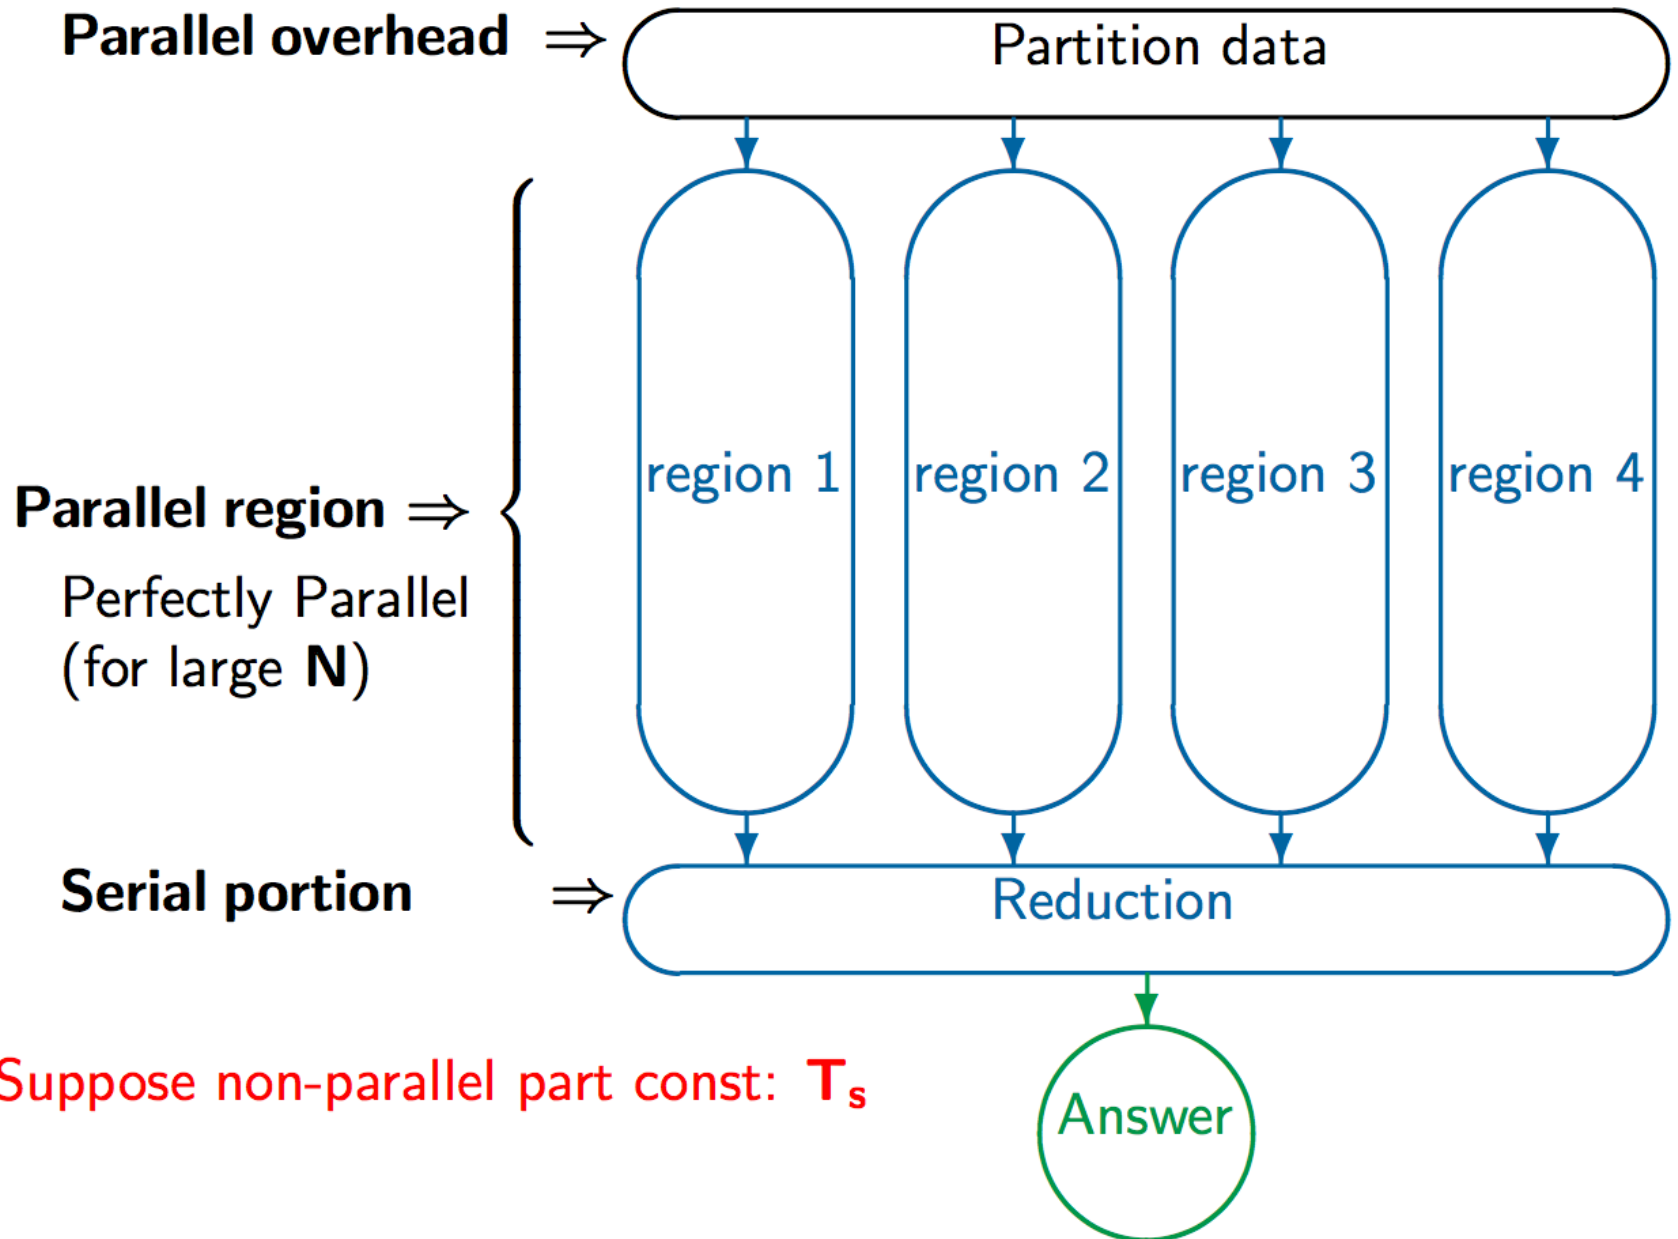 Parallel overhead ⇒
Partition data
region 1
region 2
region 3
region 4
Parallel region ⇒
Perfectly Parallel
(for large N)
Serial portion ⇒
Reduction
Suppose non-parallel part const: Tₛ
Answer